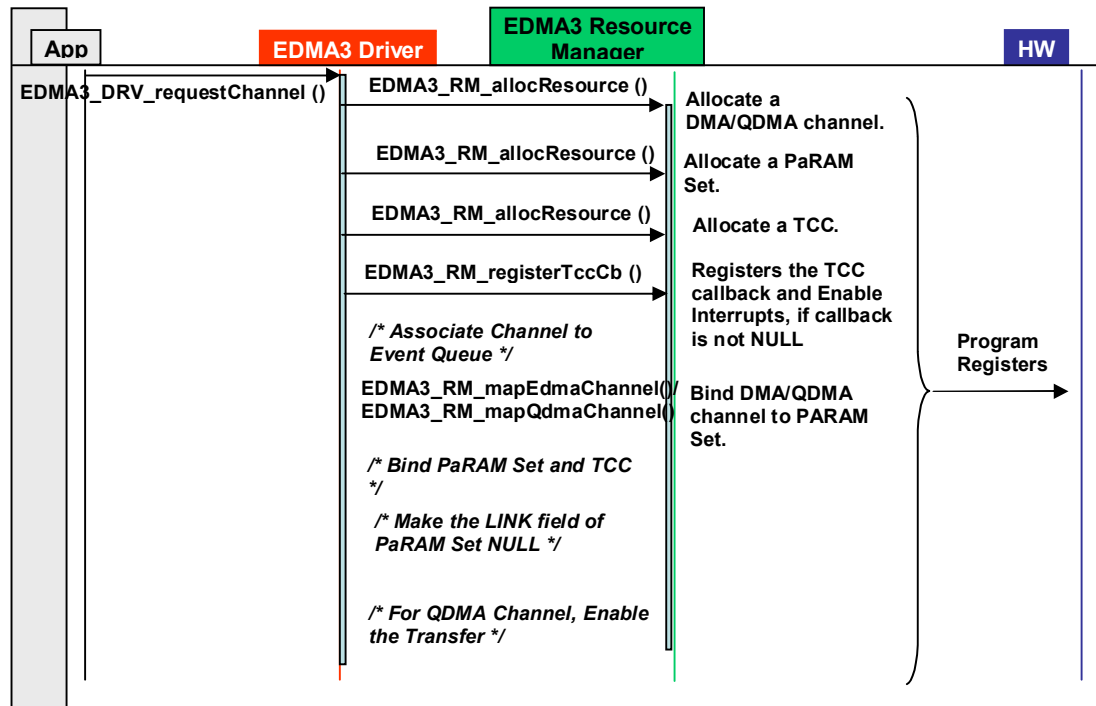 App
EDMA3 Driver
EDMA3 Resource
Manager
HW
EDMA3_DRV_requestChannel ()
EDMA3_RM_allocResource ()
Allocate a
DMA/QDMA channel.
EDMA3_RM_allocResource ()
Allocate a PaRAM
Set.
EDMA3_RM_allocResource ()
Allocate a TCC.
EDMA3_RM_registerTccCb ()
Registers the TCC
callback and Enable
Interrupts, if callback
is not NULL
/* Associate Channel to
Event Queue */
Program
Registers
EDMA3_RM_mapEdmaChannel()/
EDMA3_RM_mapQdmaChannel()
Bind DMA/QDMA
channel to PARAM
Set.
/* Bind PaRAM Set and TCC
*/
/* Make the LINK field of
PaRAM Set NULL */
/* For QDMA Channel, Enable
the Transfer */